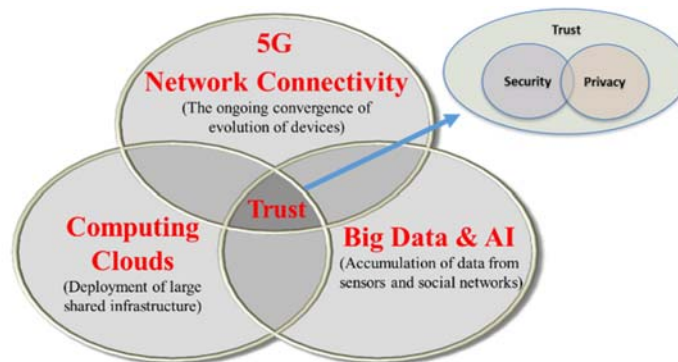 5G
Network Connectivity
(The ongoing convergence of
evolution of devices)
Trust
Security
Privacy
Trust
Computing
Clouds
(Deployment of large
shared infrastructure)
Big Data & AI
(Accumulation of data from
sensors and social networks)